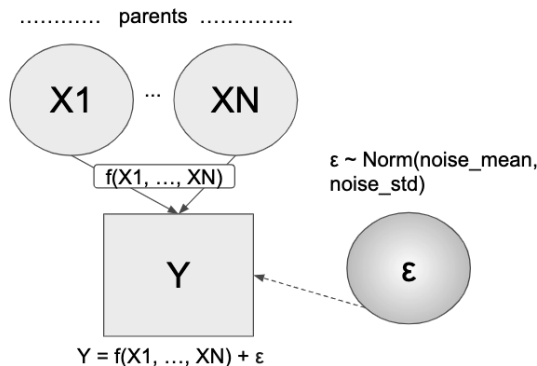 ………… parents …………..
X1 ... XN
f(X1, …, XN)
ε ~ Norm(noise_mean,
noise_std)
Y
ε
Y = f(X1, …, XN) + ε